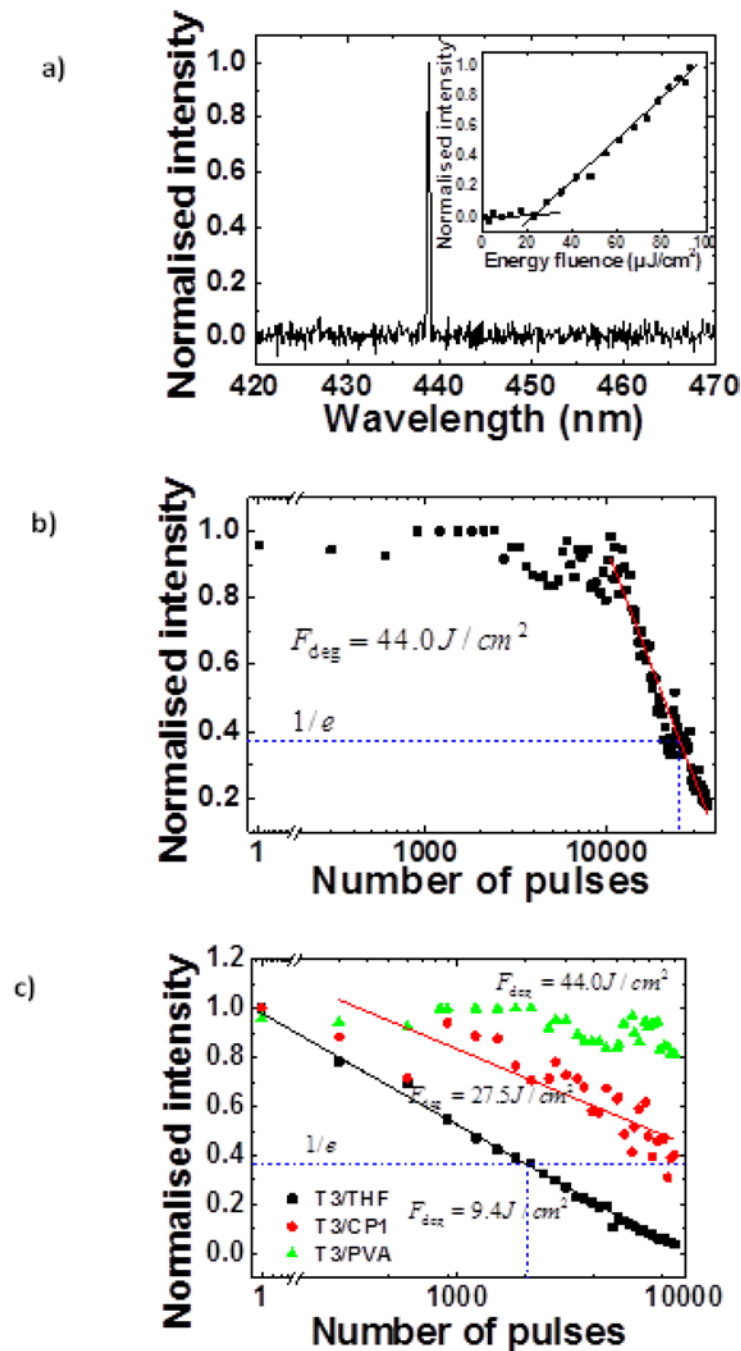 a)
Normalised intensity
1.0
0.8
0.6
0.4
0.2
0.0
420 430 440 450 460 470
Wavelength (nm)
Normalised intensity
1.0
0.8
0.6
0.4
0.2
0.0
0 20 40 60 80 100
Energy fluence (µJ/cm²)
b)
Normalised intensity
1.0
0.8
0.6
0.4
0.2
F_deg = 44.0 J / cm²
1/e
1 1000 10000
Number of pulses
c)
Normalised intensity
1.2
1.0
0.8
0.6
0.4
0.2
0.0
F_deg = 44.0 J / cm²
F_deg = 27.5 J / cm²
1/e
T3/THF
T3/CP1
T3/PVA
F_deg = 9.4 J / cm²
1 1000 10000
Number of pulses